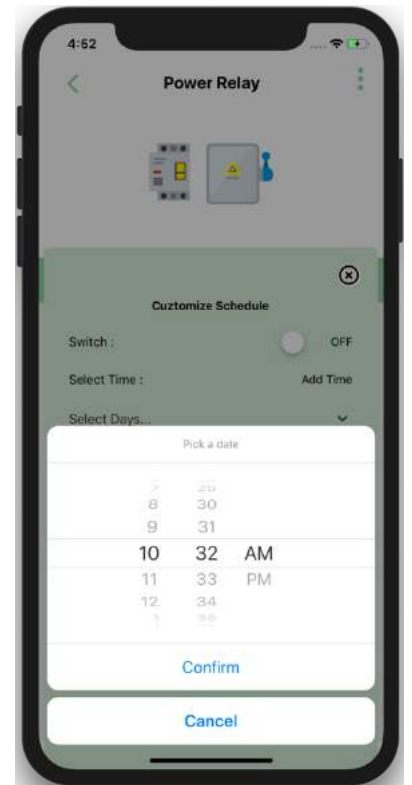 4:52
Power Relay
Cuztomize Schedule
Switch : OFF
Select Time : Add Time
Select Days...
Pick a date
8 30
9 31
10 32 AM
11 33 PM
12 34
Confirm
Cancel